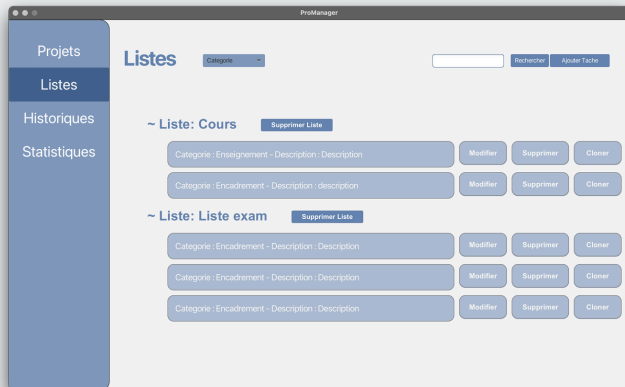 ProManager
Projets
Listes
Historiques
Statistiques
Listes
Categorie
Rechercher
Ajouter Tache
~ Liste: Cours
Supprimer Liste
Categorie : Enseignement - Description : Description
Modifier
Supprimer
Cloner
Categorie : Encadrement - Description : description
Modifier
Supprimer
Cloner
~ Liste: Liste exam
Supprimer Liste
Categorie : Encadrement - Description : Description
Modifier
Supprimer
Cloner
Categorie : Encadrement - Description : Description
Modifier
Supprimer
Cloner
Categorie : Encadrement - Description : Description
Modifier
Supprimer
Cloner